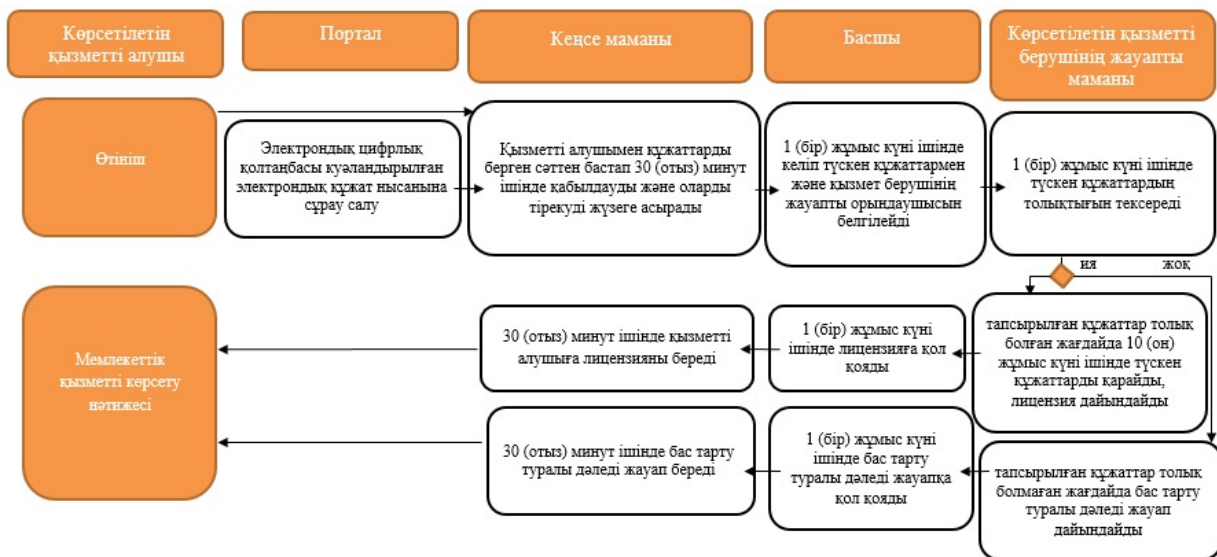 Көрсетілетін
қызметті алушы
Портал
Кеңсе маманы
Басшы
Көрсетілетін қызметті
берушінің жауапты
маманы
Өтініш
Электрондық цифрлық
қолтаңбасы куәландырылған
электрондық құжат нысанына
сұрау салу
Қызметті алушымен құжаттарды
берген сәттен бастап 30 (отыз) минут
ішінде қабылдауды және оларды
тіркеуді жүзеге асырады
1 (бір) жұмыс күні ішінде
келіп түскен құжаттармен
және қызмет берушінің
жауапты орындаушысын
белгілейді
1 (бір) жұмыс күні ішінде
түскен құжаттардың
толықтығын тексереді
ия жоқ
Мемлекеттік
қызметті көрсету
нәтижесі
30 (отыз) минут ішінде қызметті
алушыға лицензияны береді
1 (бір) жұмыс күні
ішінде лицензияға қол
қояды
тапсырылған құжаттар толық
болған жағдайда 10 (он)
жұмыс күні ішінде түскен
құжаттарды қарайды,
лицензия дайындайды
30 (отыз) минут ішінде бас тарту
туралы дәлелді жауап береді
1 (бір) жұмыс күні
ішінде бас тарту
туралы дәлелді жауапқа
қол қояды
тапсырылған құжаттар толық
болмаған жағдайда бас тарту
туралы дәлелді жауап
дайындайды